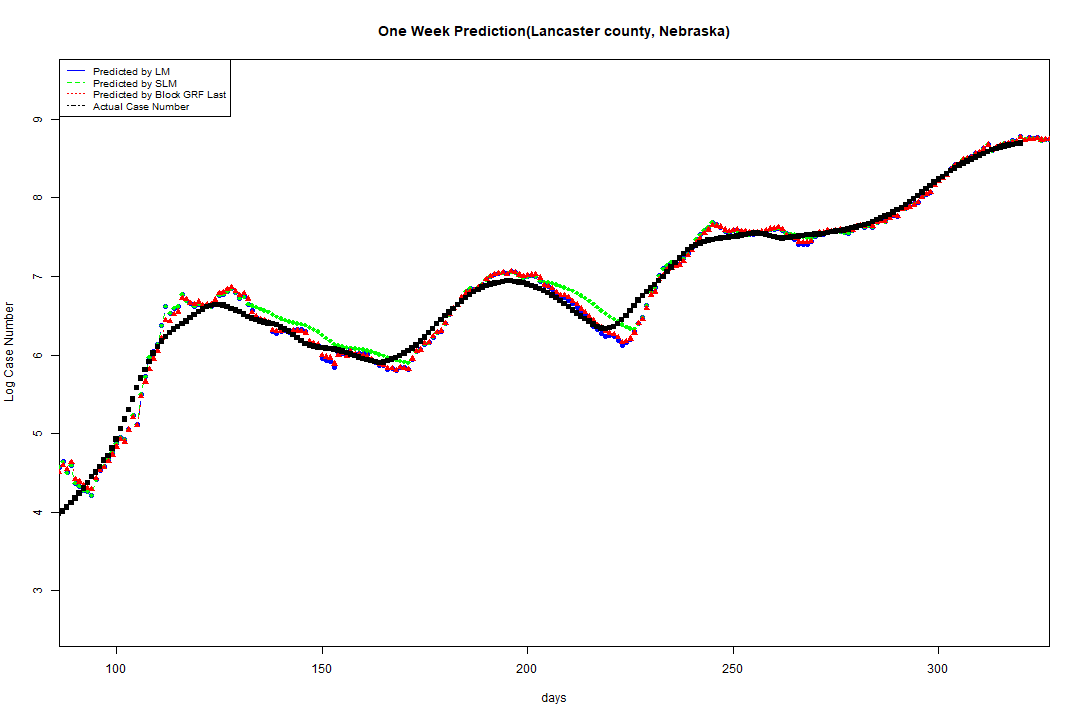 One Week Prediction(Lancaster county, Nebraska)
Predicted by LM
Predicted by SLM
Predicted by Block GRF Last
Actual Case Number
Log Case Number
9
8
7
6
5
4
3
100 150 200 250 300
days